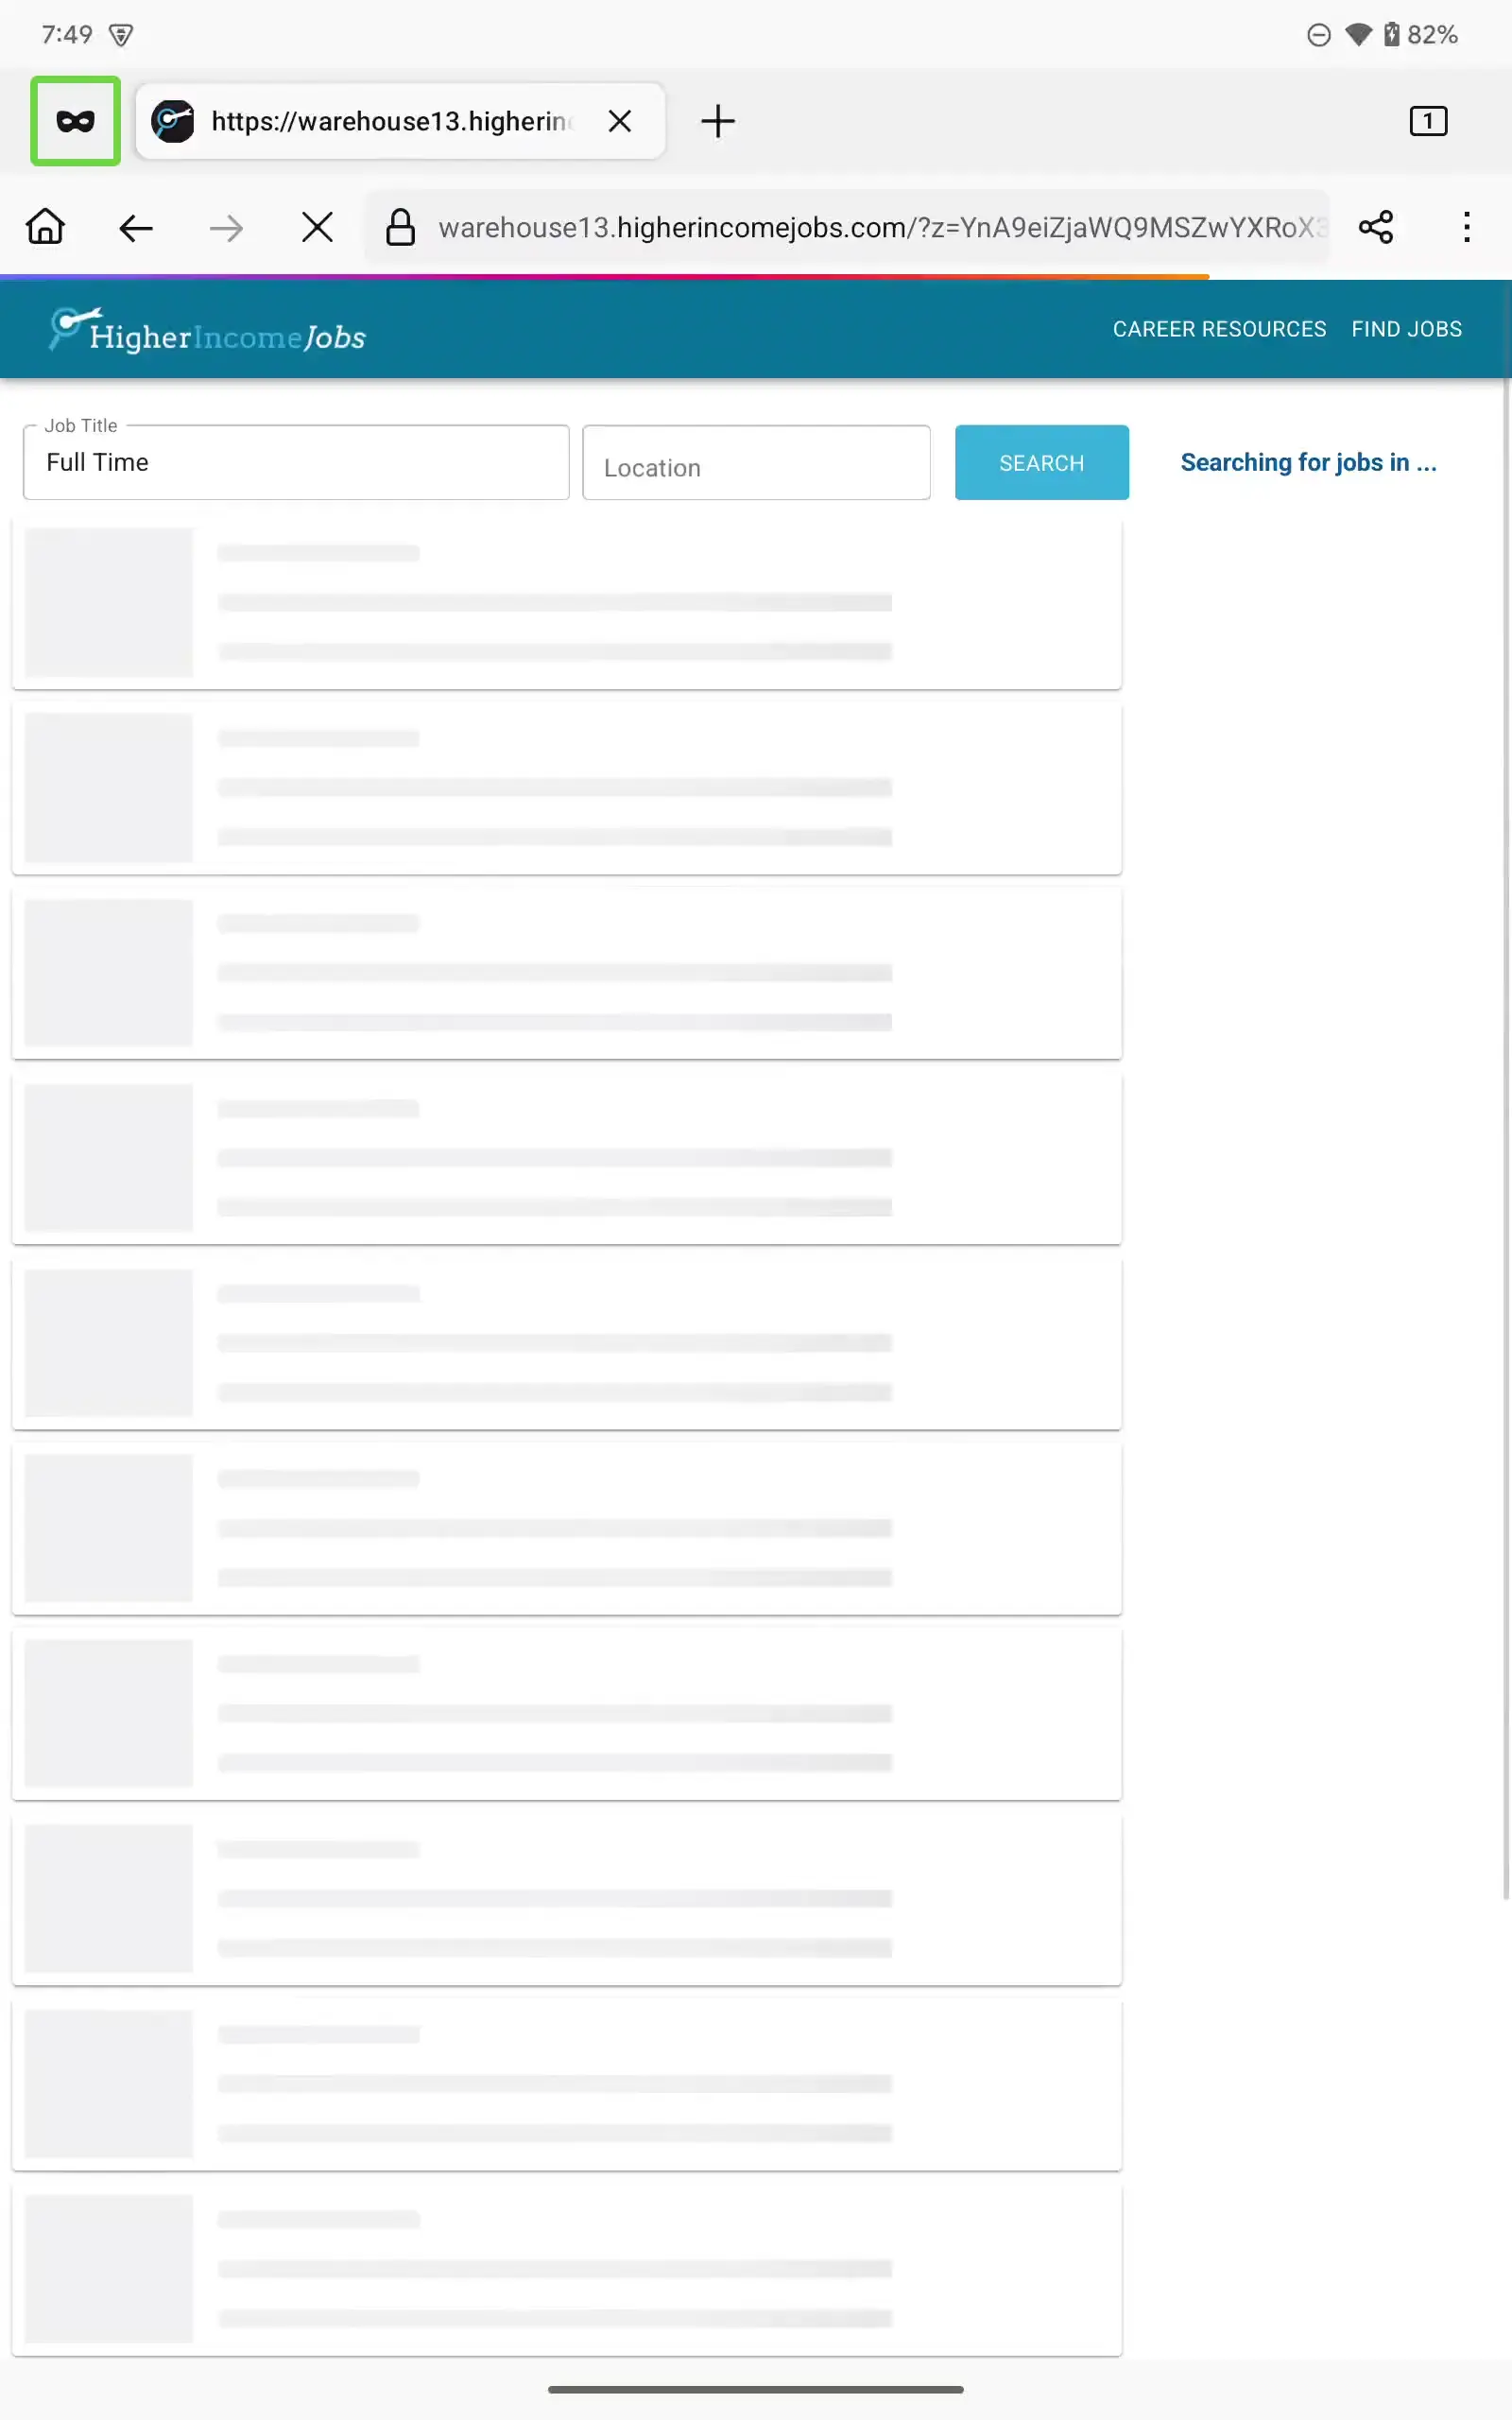 7:49
82%
https://warehouse13.higherin
1
warehouse13.higherincomejobs.com/?z=YnA9eiZjaWQ9MSZwYXRoX3
HigherIncomeJobs
CAREER RESOURCES
FIND JOBS
Job Title
Full Time
Location
SEARCH
Searching for jobs in ...